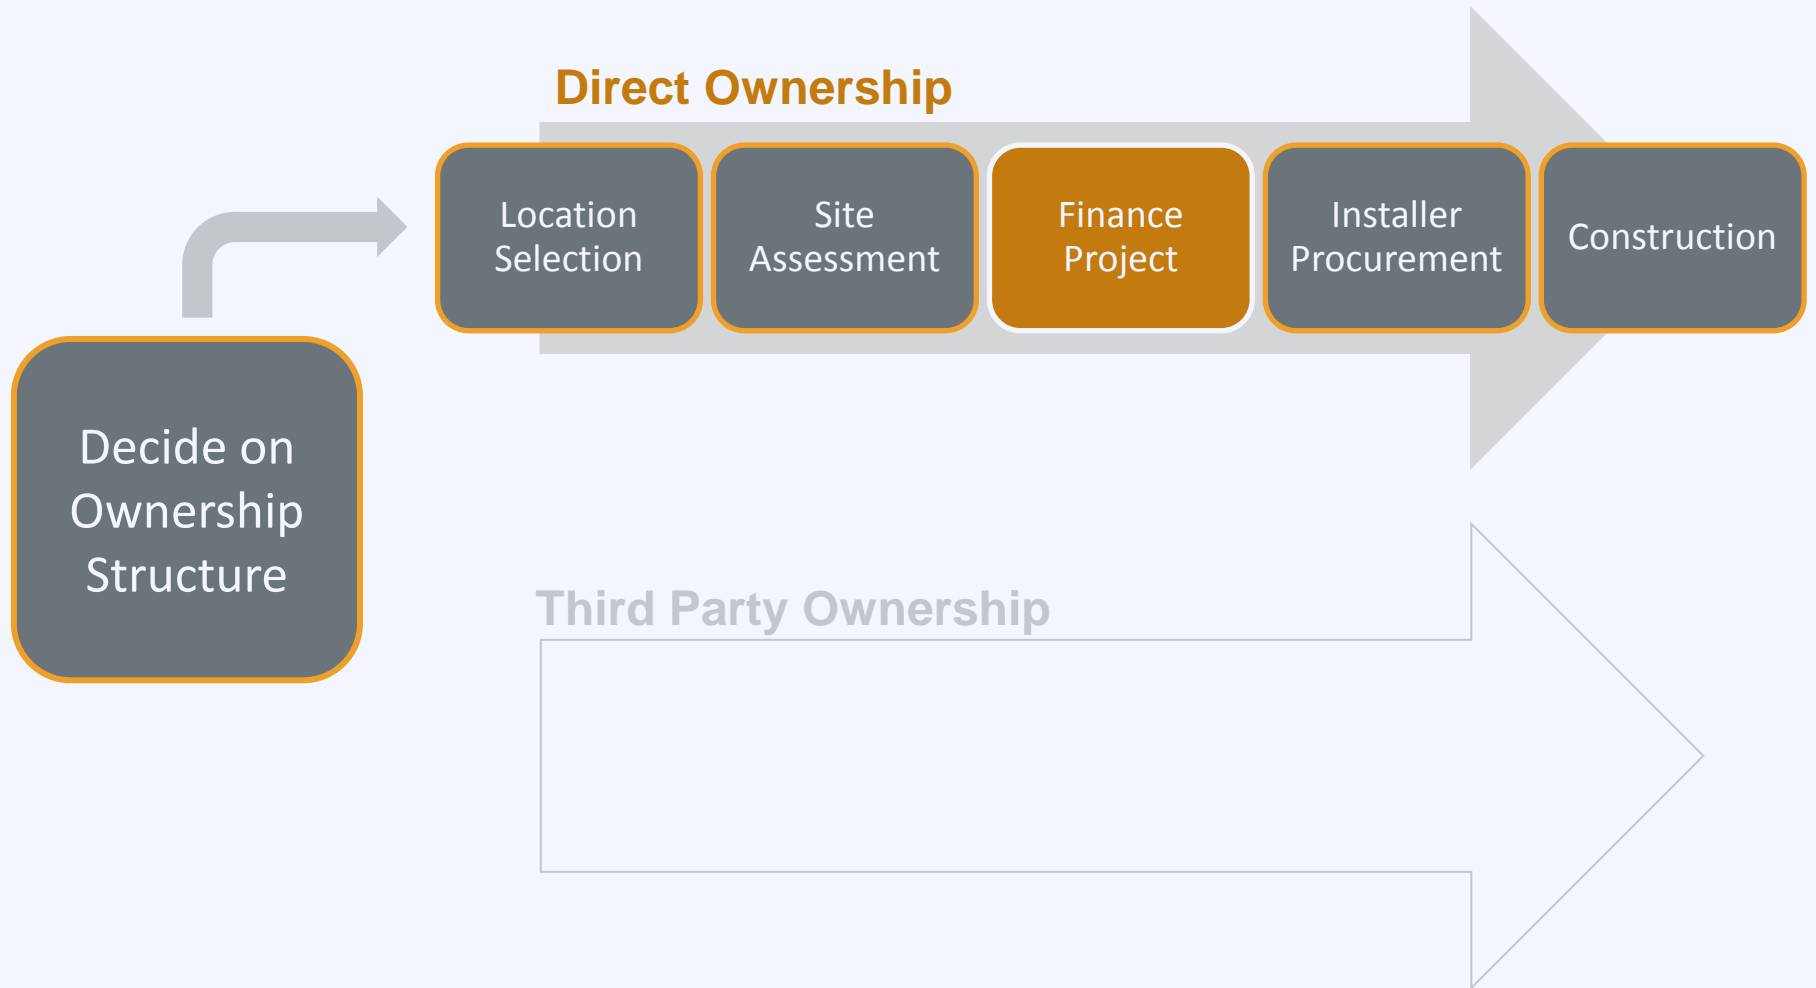 Direct Ownership
Location
Selection
Site
Assessment
Finance
Project
Installer
Procurement
Construction
Decide on
Ownership
Structure
Third Party Ownership